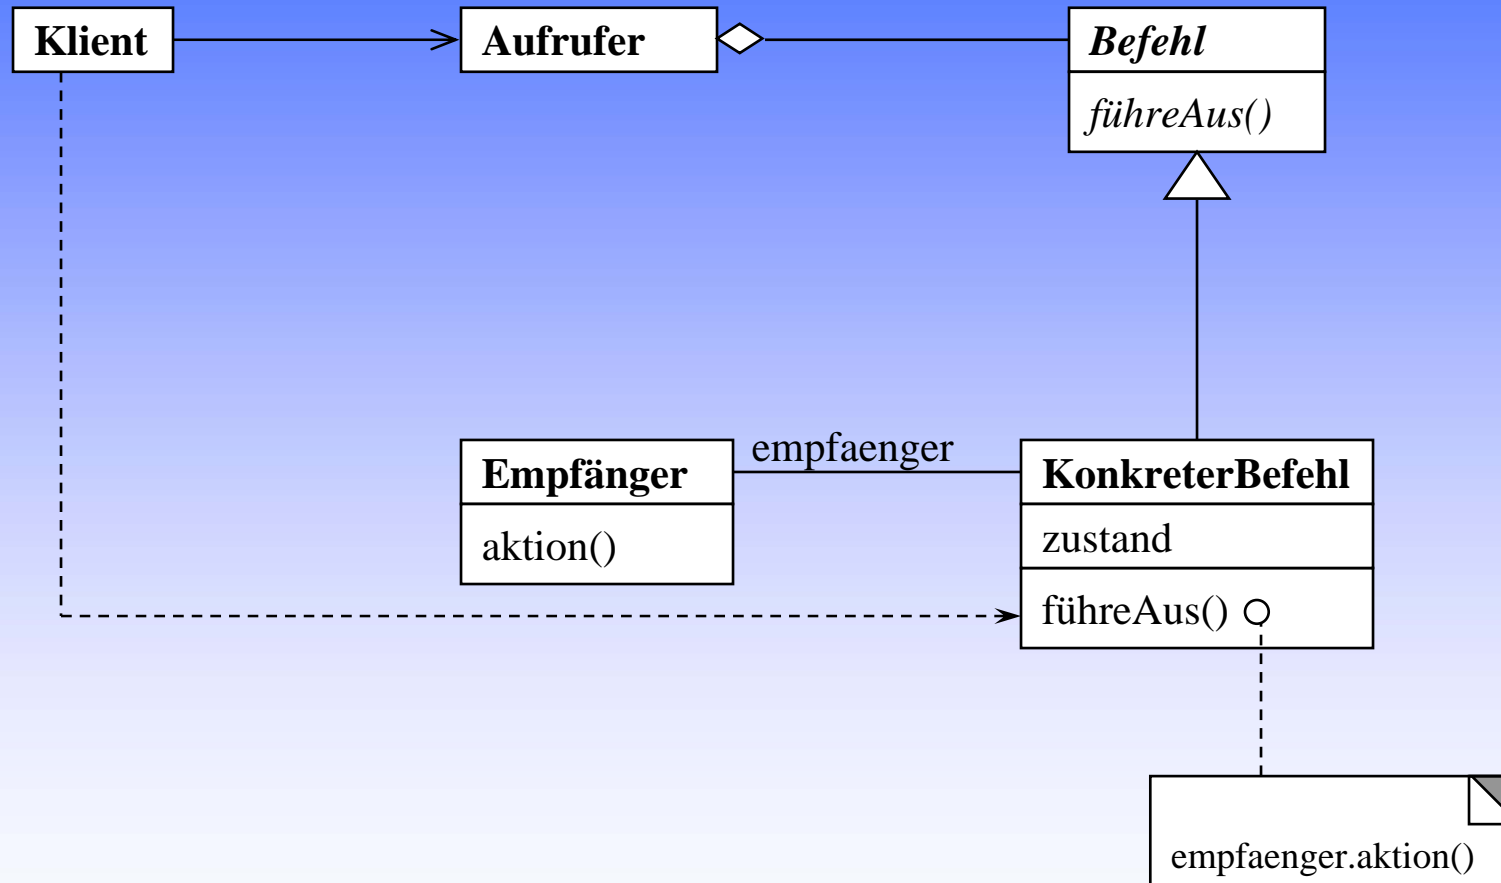 Klient
Aufrufer
Befehl
führeAus()
empfaenger
Empfänger
aktion()
KonkreterBefehl
zustand
führeAus()
empfaenger.aktion()